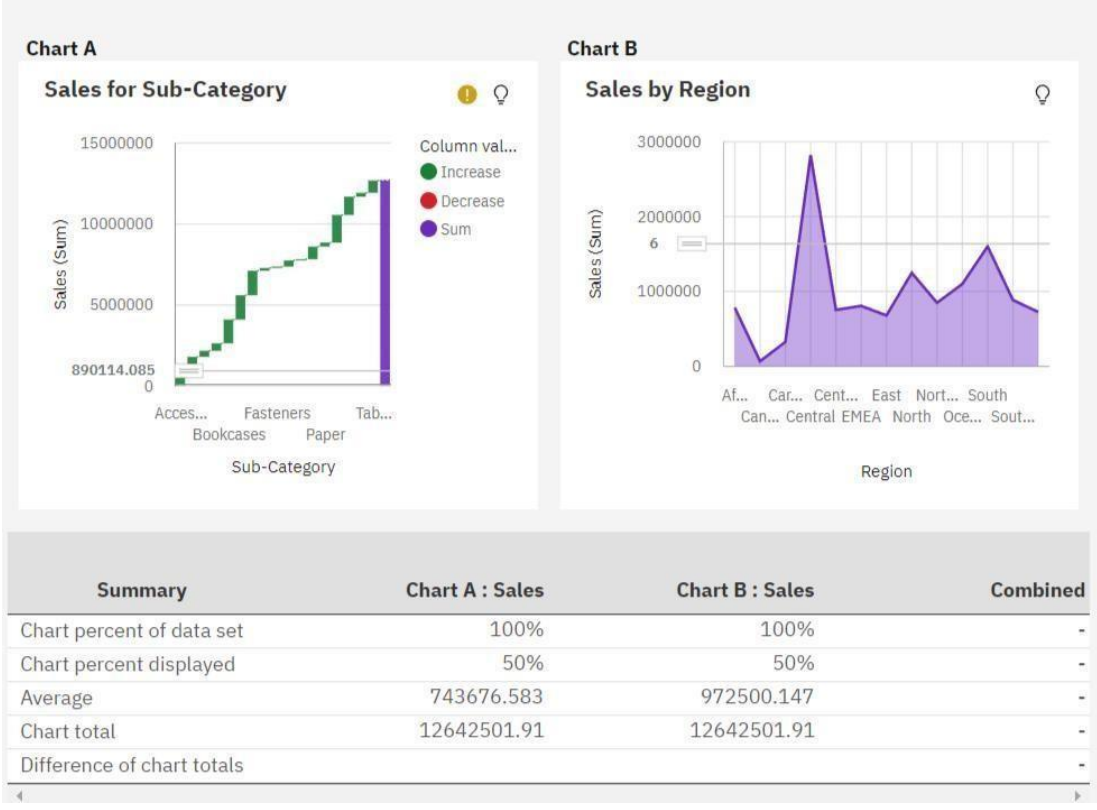 Chart A
Sales for Sub-Category
Column val...
Increase
Decrease
Sum
Sales (Sum)
15000000
10000000
5000000
890114.085
0
Acces... Fasteners Tab...
Bookcases Paper
Sub-Category
Chart B
Sales by Region
Sales (Sum)
3000000
2000000
6
1000000
0
Af... Car... Cent... East Nort... South
Can... Central EMEA North Oce... Sout...
Region
Summary Chart A : Sales Chart B : Sales Combined
Chart percent of data set 100% 100% -
Chart percent displayed 50% 50% -
Average 743676.583 972500.147 -
Chart total 12642501.91 12642501.91 -
Difference of chart totals -